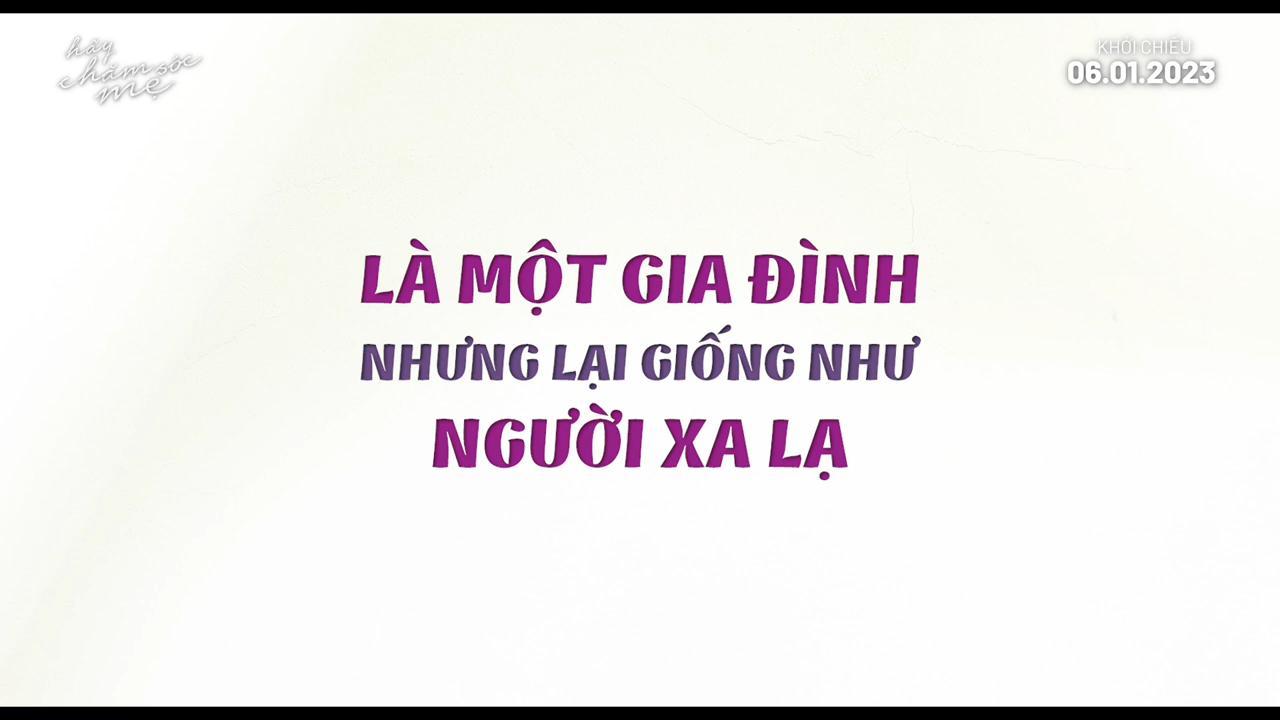 hãy
chăm sóc
mẹ
KHỞI CHIẾU
06.01.2023
LÀ MỘT GIA ĐÌNH
NHƯNG LẠI GIỐNG NHƯ
NGƯỜI XA LẠ